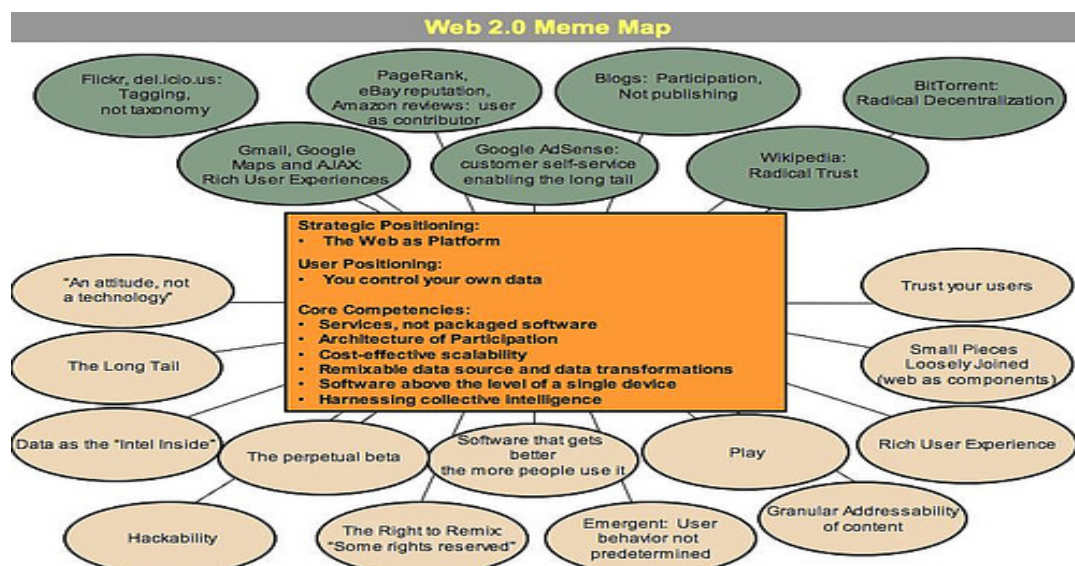 Web 2.0 Meme Map
Flickr, del.icio.us:
Tagging,
not taxonomy
PageRank,
eBay reputation,
Amazon reviews: user
as contributor
Blogs: Participation,
Not publishing
BitTorrent:
Radical Decentralization
Gmail, Google
Maps and AJAX:
Rich User Experiences
Google AdSense:
customer self-service
enabling the long tail
Wikipedia:
Radical Trust
Strategic Positioning:
• The Web as Platform
User Positioning:
• You control your own data
Core Competencies:
• Services, not packaged software
• Architecture of Participation
• Cost-effective scalability
• Remixable data source and data transformations
• Software above the level of a single device
• Harnessing collective intelligence
"An attitude, not
a technology"
Trust your users
The Long Tail
Small Pieces
Loosely Joined
(web as components)
Data as the "Intel Inside"
The perpetual beta
Software that gets
better
the more people use it
Play
Rich User Experience
Hackability
The Right to Remix:
"Some rights reserved"
Emergent: User
behavior not
predetermined
Granular Addressability
of content